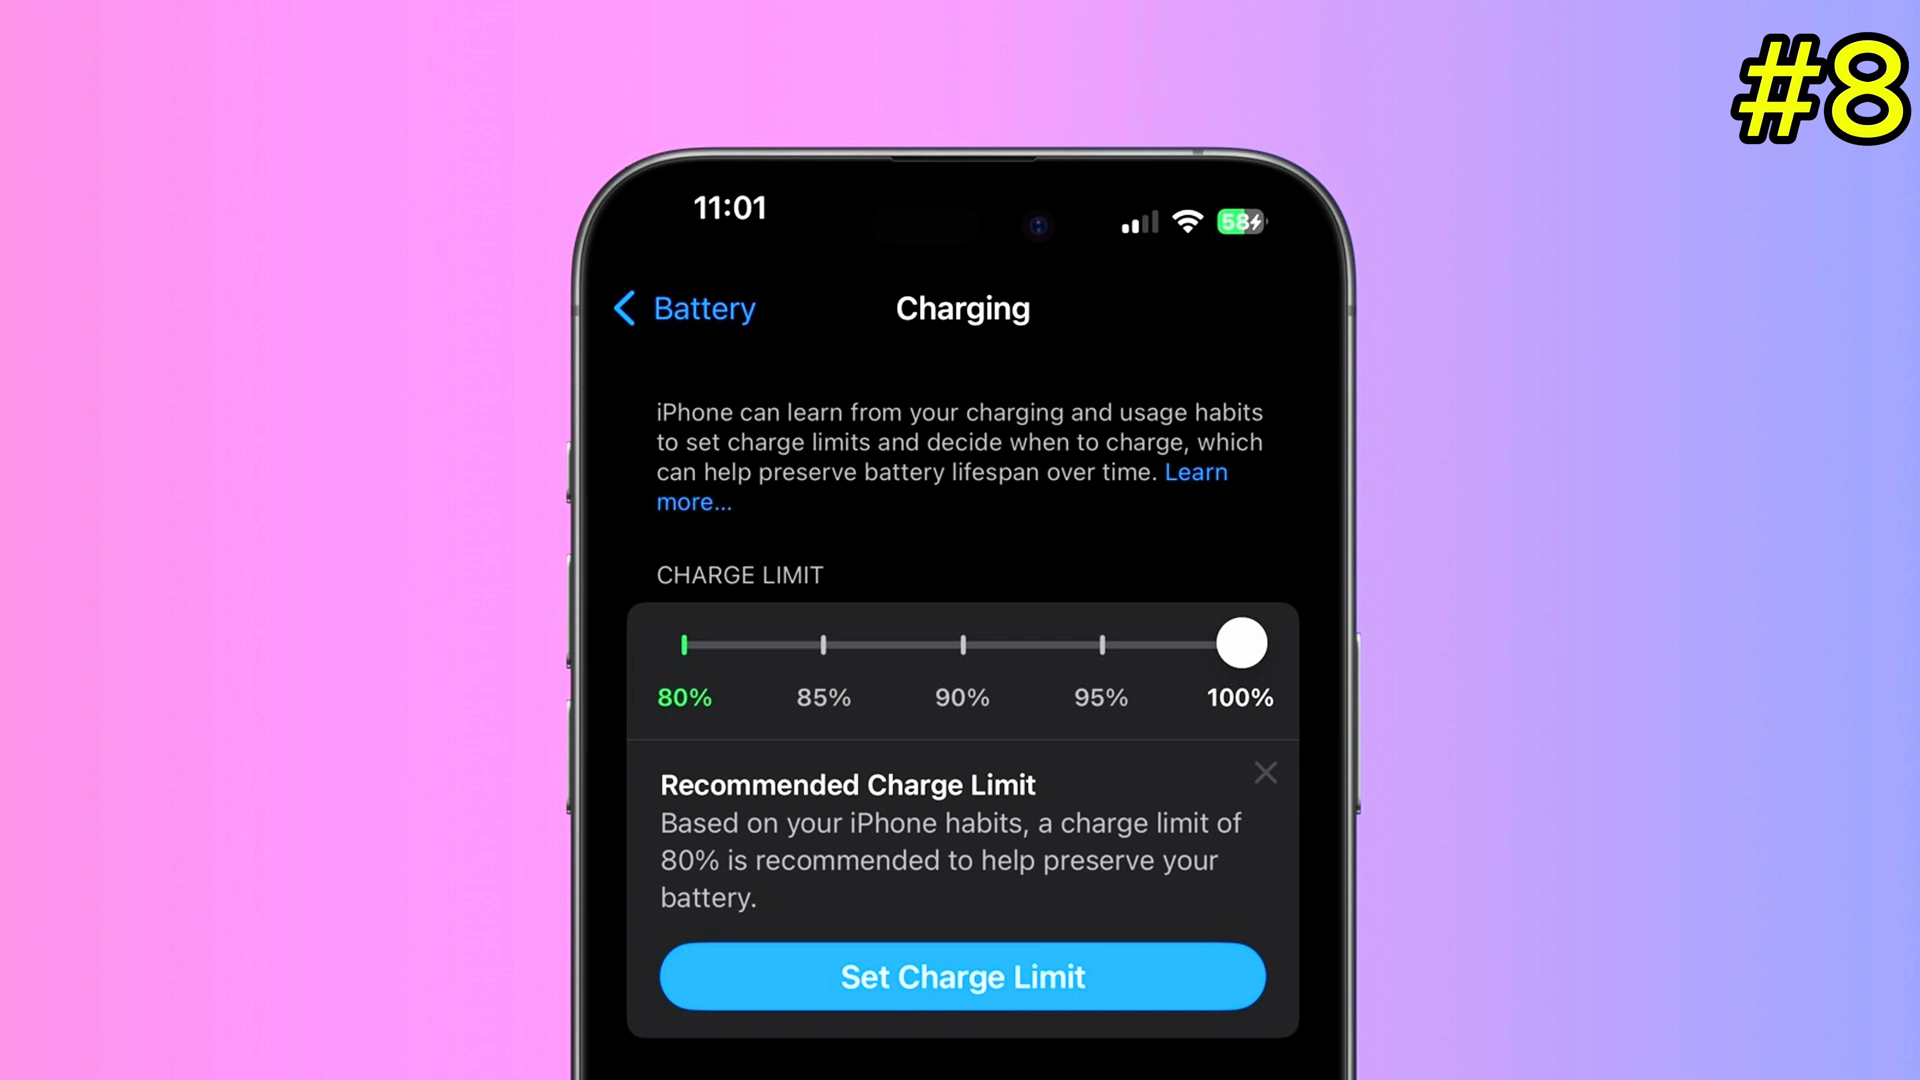 #8
11:01
58
Battery
Charging
iPhone can learn from your charging and usage habits
to set charge limits and decide when to charge, which
can help preserve battery lifespan over time. Learn
more...
CHARGE LIMIT
80% 85% 90% 95% 100%
Recommended Charge Limit
Based on your iPhone habits, a charge limit of
80% is recommended to help preserve your
battery.
Set Charge Limit